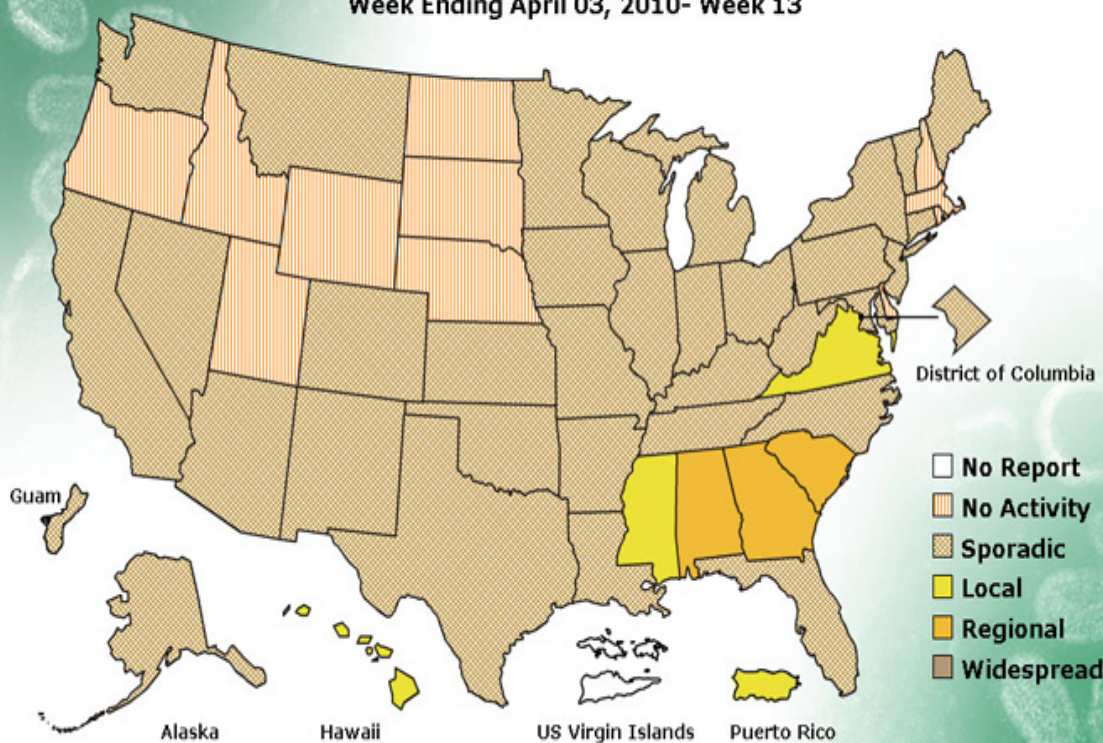 Week Ending April 03, 2010- Week 13
District of Columbia
No Report
No Activity
Sporadic
Local
Regional
Widespread
Guam
Alaska
Hawaii
US Virgin Islands
Puerto Rico